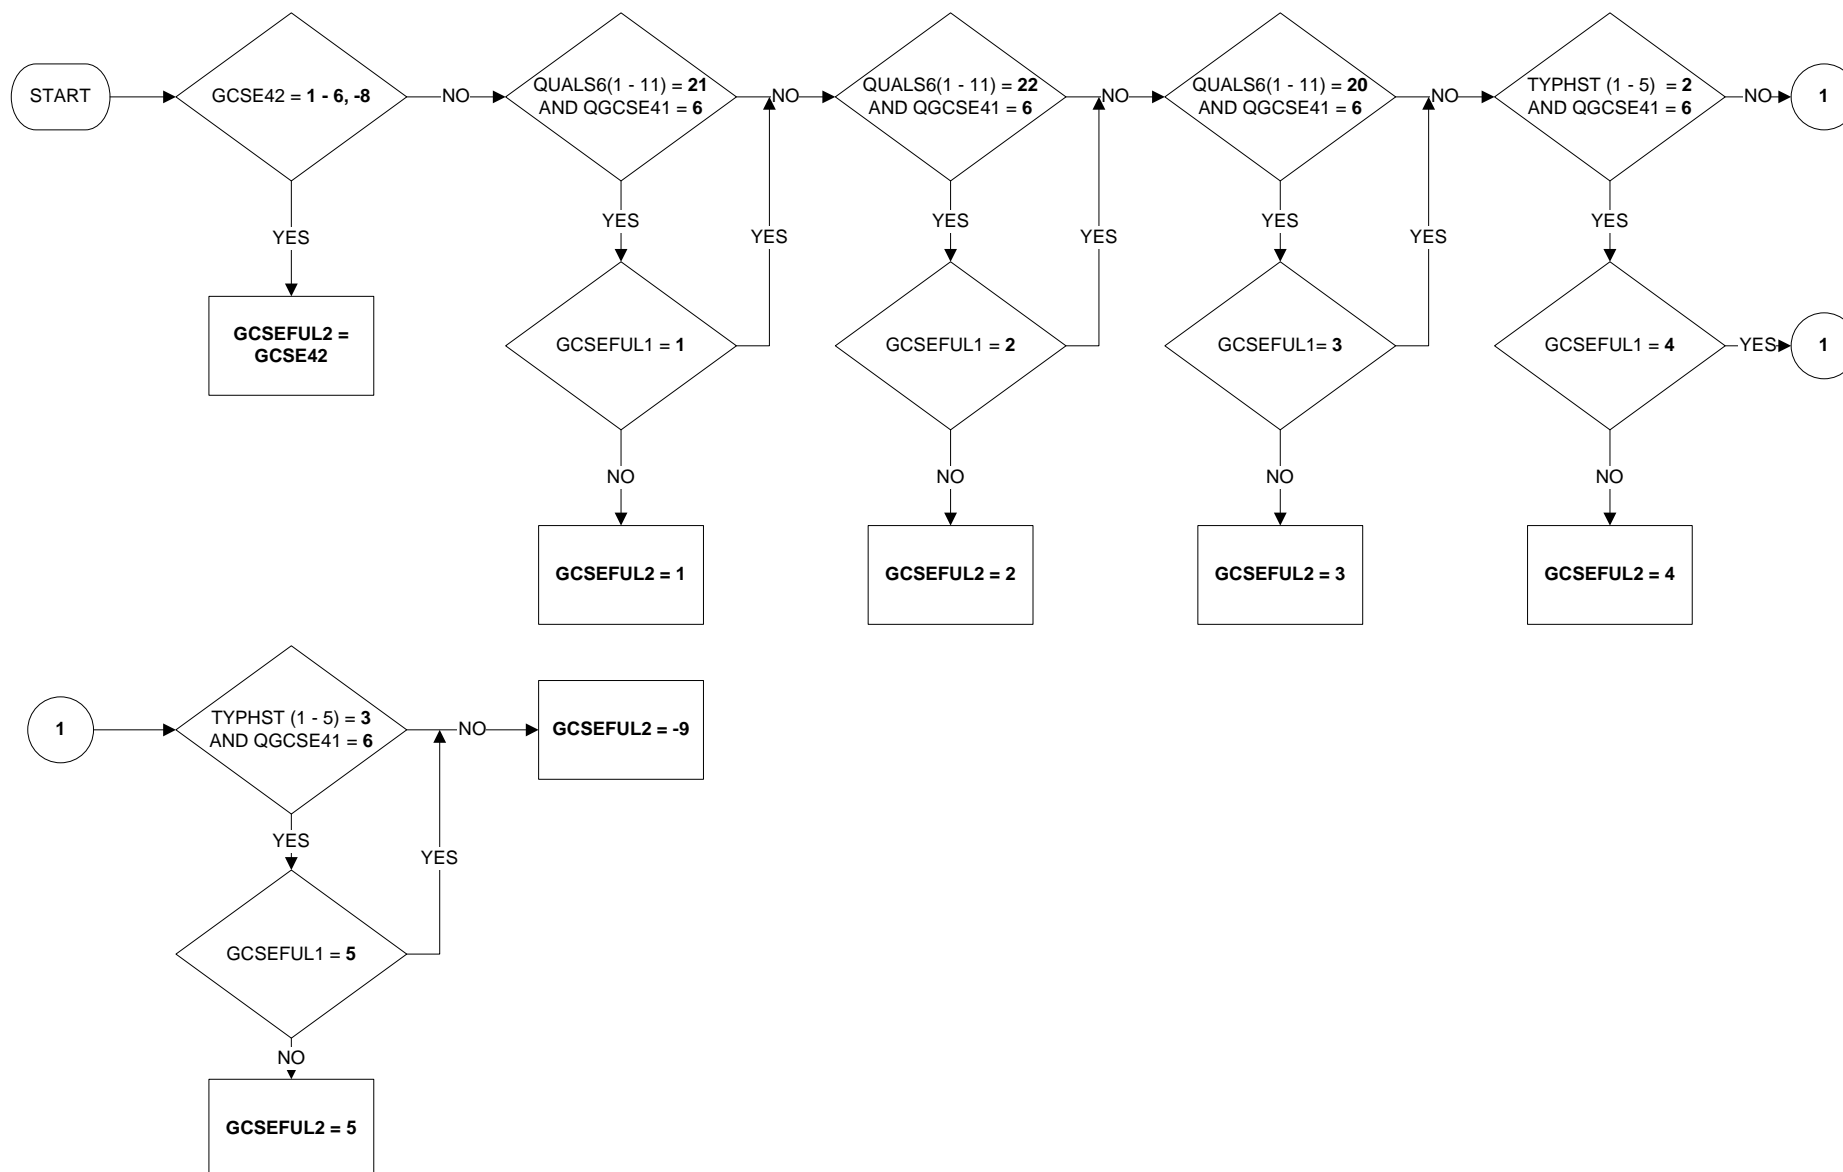 START
GCSE42 = 1 - 6, -8
NO
QUALS6(1 - 11) = 21
AND QGCSE41 = 6
NO
QUALS6(1 - 11) = 22
AND QGCSE41 = 6
NO
QUALS6(1 - 11) = 20
AND QGCSE41 = 6
NO
TYPHST (1 - 5) = 2
AND QGCSE41 = 6
NO
1
YES
YES
YES
YES
YES
YES
YES
YES
GCSEFUL2 =
GCSE42
GCSEFUL1 = 1
GCSEFUL1 = 2
GCSEFUL1= 3
GCSEFUL1 = 4
YES
1
NO
NO
NO
NO
GCSEFUL2 = 1
GCSEFUL2 = 2
GCSEFUL2 = 3
GCSEFUL2 = 4
1
TYPHST (1 - 5) = 3
AND QGCSE41 = 6
NO
GCSEFUL2 = -9
YES
YES
GCSEFUL1 = 5
NO
GCSEFUL2 = 5